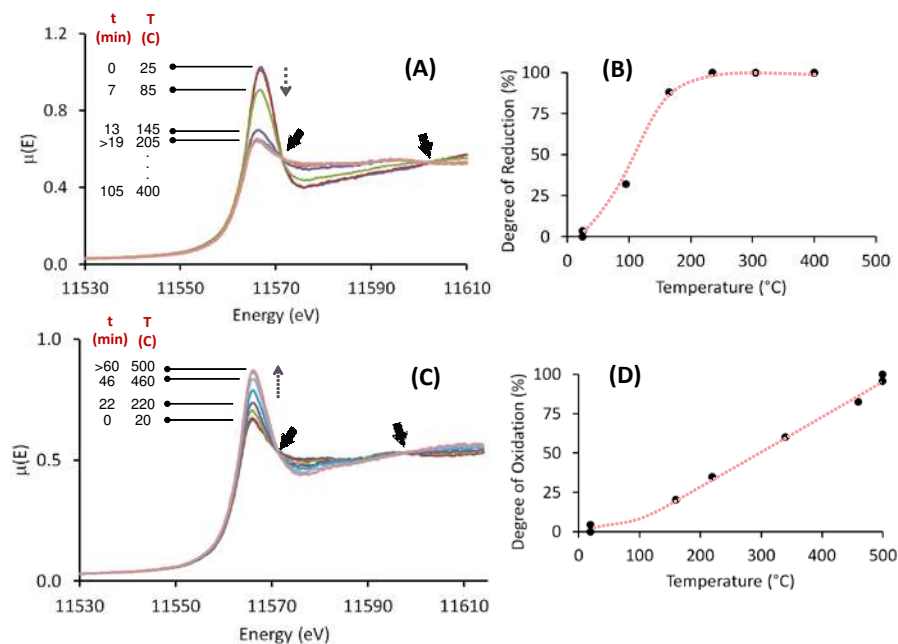 t T
(min) (C)
0 25
7 85
13 145
>19 205
.
.
.
105 400
(A)
1.2
0.8
0.4
0.0
μ(E)
11530 11550 11570 11590 11610
Energy (eV)
(B)
100
75
50
25
0
Degree of Reduction (%)
0 100 200 300 400 500
Temperature (°C)
t T
(min) (C)
>60 500
46 460
22 220
0 20
(C)
1.0
0.5
0.0
μ(E)
11530 11550 11570 11590 11610
Energy (eV)
(D)
100
75
50
25
0
Degree of Oxidation (%)
0 100 200 300 400 500
Temperature (°C)